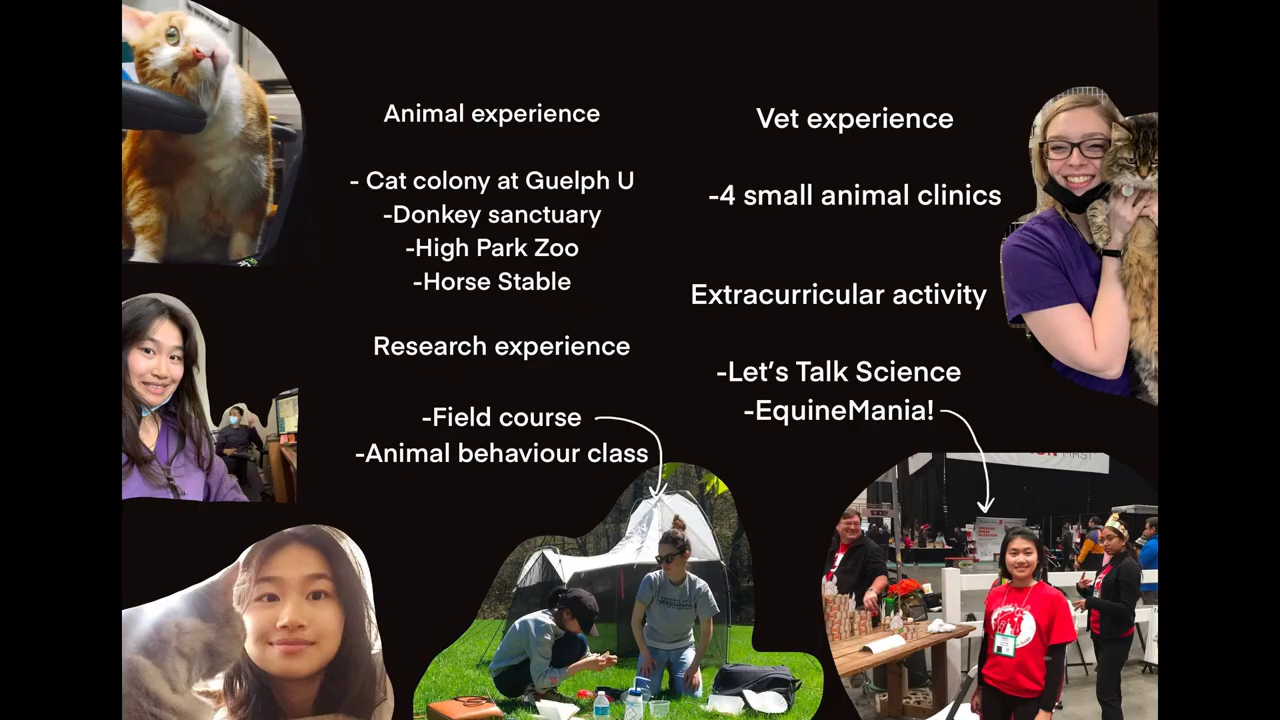 Animal experience
- Cat colony at Guelph U
-Donkey sanctuary
-High Park Zoo
-Horse Stable
Research experience
-Field course
-Animal behaviour class
Vet experience
-4 small animal clinics
Extracurricular activity
-Let's Talk Science
-EquineMania!
FIRST